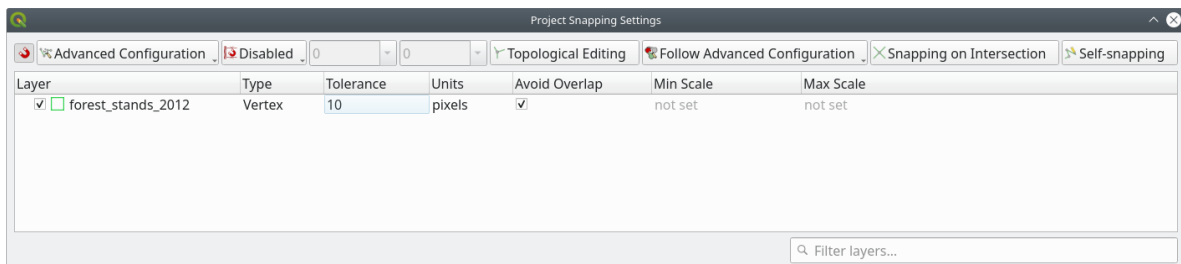 Project Snapping Settings
Advanced Configuration Disabled 0 0 Topological Editing Follow Advanced Configuration Snapping on Intersection Self-snapping
Layer Type Tolerance Units Avoid Overlap Min Scale Max Scale
forest_stands_2012 Vertex 10 pixels not set not set
Filter layers...